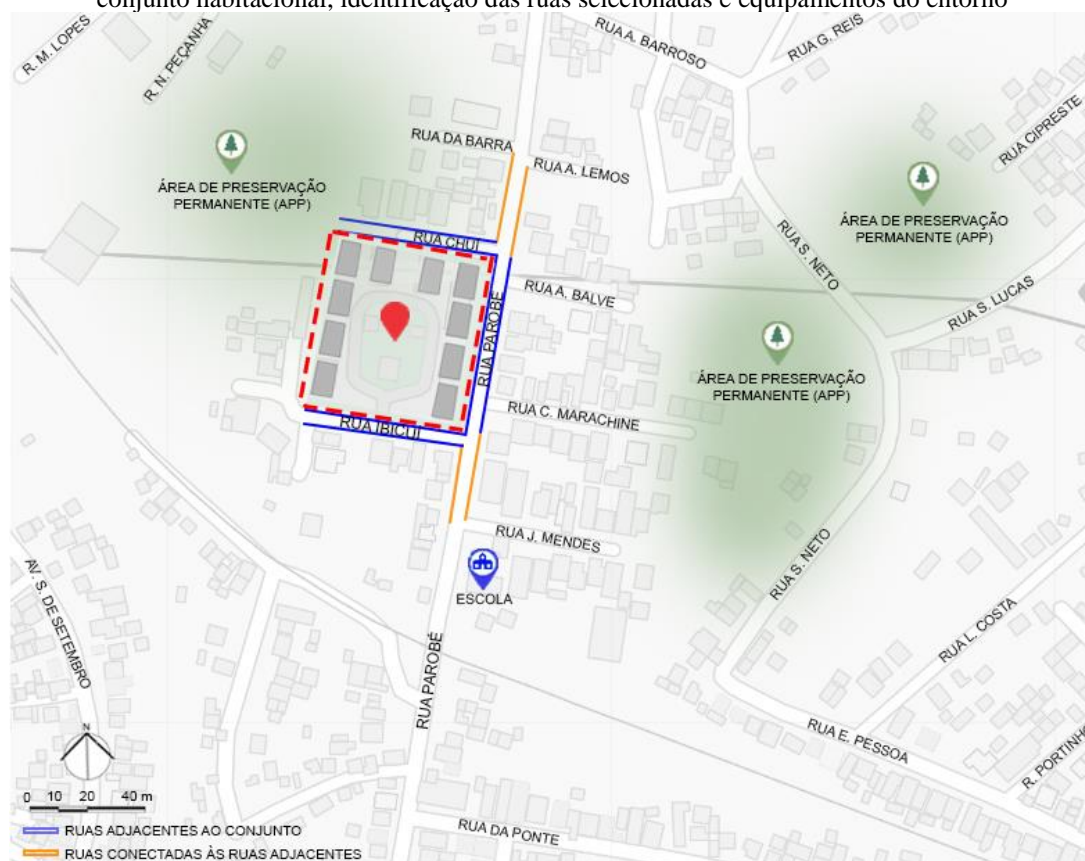 conjunto habitacional, identificação das ruas selecionadas e equipamentos do entorno
R. M. LOPES
R. N. PEÇANHA
RUA A. BARROSO
RUA G. REIS
RUA DA BARRA
RUA A. LEMOS
RUA CIPRESTE
ÁREA DE PRESERVAÇÃO
PERMANENTE (APP)
ÁREA DE PRESERVAÇÃO
PERMANENTE (APP)
RUA CHUÍ
RUA S. NETO
RUA A. BALVE
RUA S. LUCAS
RUA PAROBÉ
ÁREA DE PRESERVAÇÃO
PERMANENTE (APP)
RUA C. MARACHINE
RUA IBICUÍ
RUA J. MENDES
RUA S. NETO
ESCOLA
AV. S. DE SETEMBRO
RUA L. COSTA
RUA PAROBÉ
RUA E. PESSOA
R. PORTINHO
N
0 10 20 40 m
RUA DA PONTE
RUAS ADJACENTES AO CONJUNTO
RUAS CONECTADAS ÀS RUAS ADJACENTES